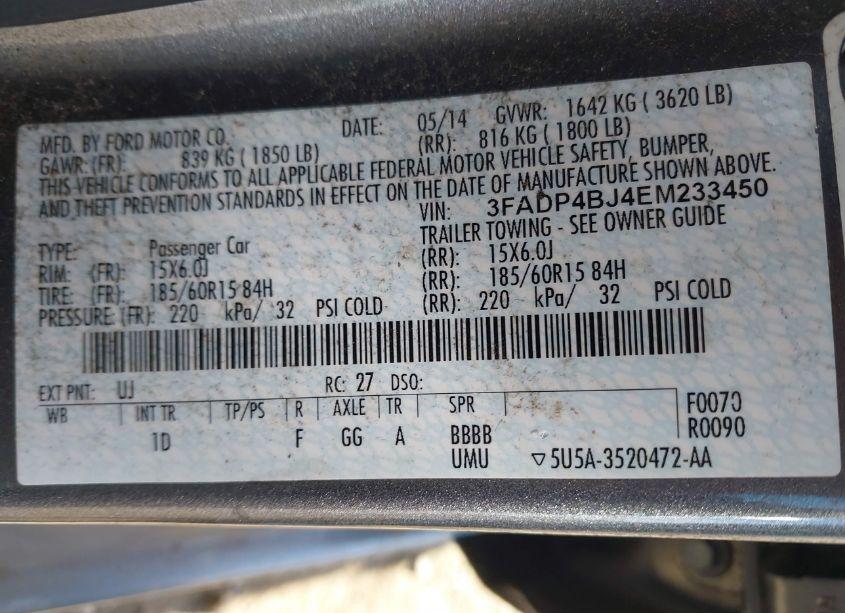 MFD. BY FORD MOTOR CO. DATE: 05/14 GVWR: 1642 KG ( 3620 LB)
GAWR: (FR): 839 KG ( 1850 LB) (RR): 816 KG ( 1800 LB)
THIS VEHICLE CONFORMS TO ALL APPLICABLE FEDERAL MOTOR VEHICLE SAFETY, BUMPER,
AND THEFT PREVENTION STANDARDS IN EFFECT ON THE DATE OF MANUFACTURE SHOWN ABOVE.
VIN: 3FADP4BJ4EM233450
TYPE: Passenger Car TRAILER TOWING - SEE OWNER GUIDE
RIM: (FR): 15X6.0J (RR): 15X6.0J
TIRE: (FR): 185/60R15 84H (RR): 185/60R15 84H
PRESSURE: (FR): 220 kPa/ 32 PSI COLD (RR): 220 kPa/ 32 PSI COLD
EXT PNT: UJ RC: 27 DSO:
WB INT TR TP/PS R AXLE TR SPR F0070
1D F GG A BBBB R0090
UMU ▽5U5A-3520472-AA